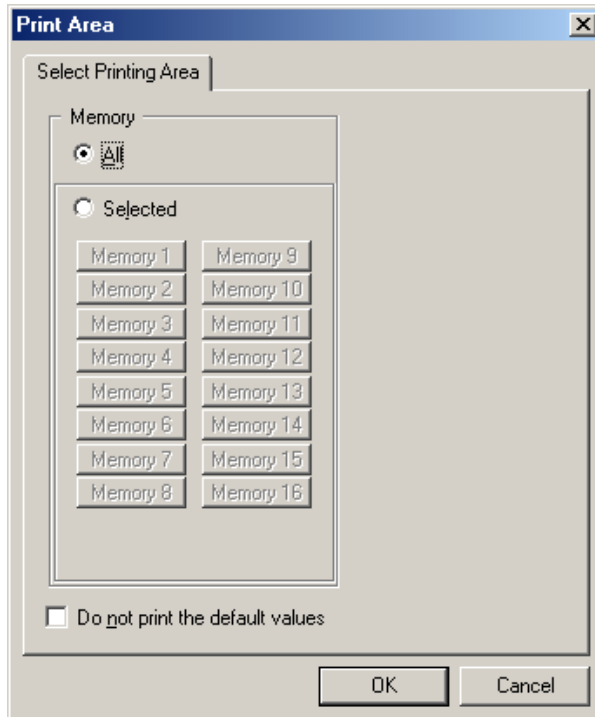 Print Area
Select Printing Area
Memory
All
Selected
Memory 1 Memory 9
Memory 2 Memory 10
Memory 3 Memory 11
Memory 4 Memory 12
Memory 5 Memory 13
Memory 6 Memory 14
Memory 7 Memory 15
Memory 8 Memory 16
Do not print the default values
OK Cancel